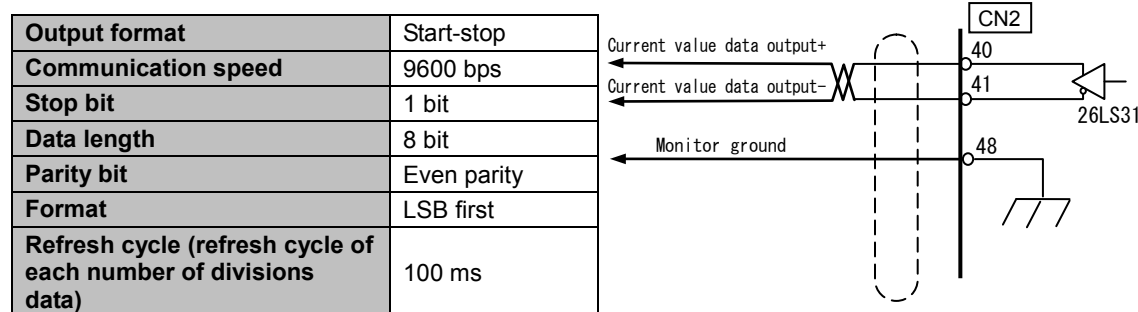 Output format Start-stop
Communication speed 9600 bps
Stop bit 1 bit
Data length 8 bit
Parity bit Even parity
Format LSB first
Refresh cycle (refresh cycle of
each number of divisions
data)
100 ms
CN2
Current value data output+
40
Current value data output-
41
26LS31
Monitor ground
48